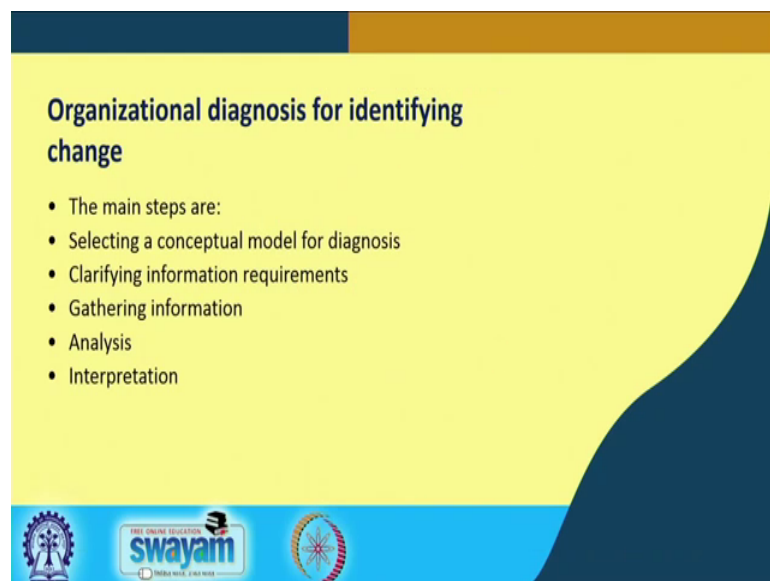 Organizational diagnosis for identifying
change
• The main steps are:
• Selecting a conceptual model for diagnosis
• Clarifying information requirements
• Gathering information
• Analysis
• Interpretation
FREE ONLINE EDUCATION
swayam